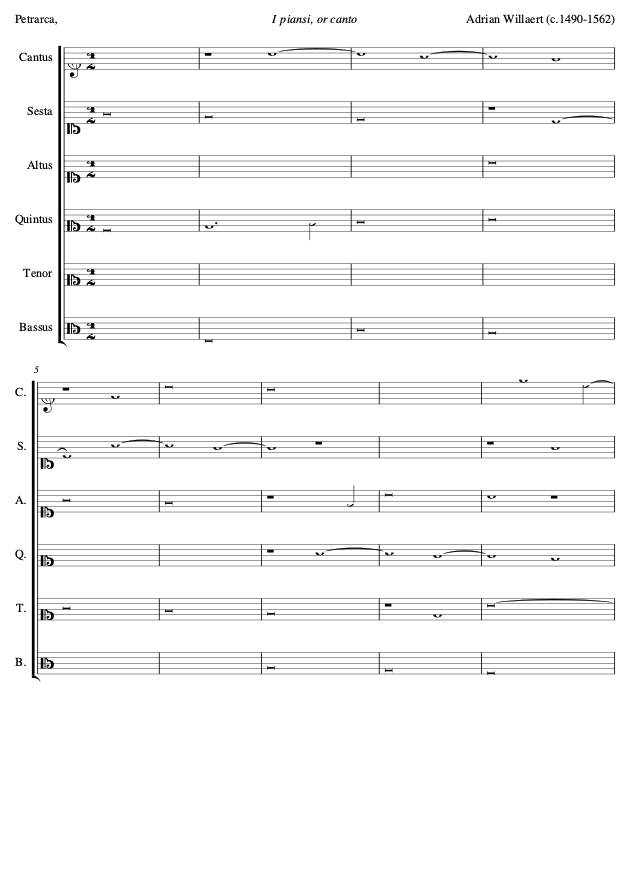 Petrarca, I piansi, or canto Adrian Willaert (c.1490-1562)
Cantus
Sesta
Altus
Quintus
Tenor
Bassus
5
C.
S.
A.
Q.
T.
B.